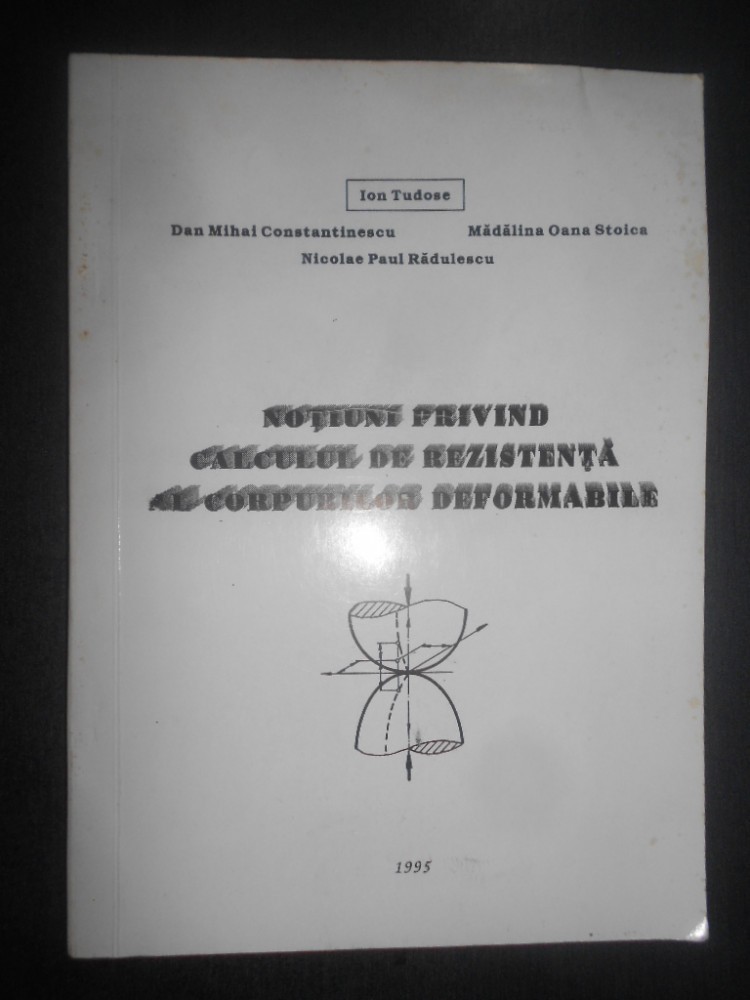 Ion Tudose
Dan Mihai Constantinescu Mădălina Oana Stoica
Nicolae Paul Rădulescu
NOŢIUNI PRIVIND
CALCULUL DE REZISTENŢĂ
AL CORPURILOR DEFORMABILE
1995